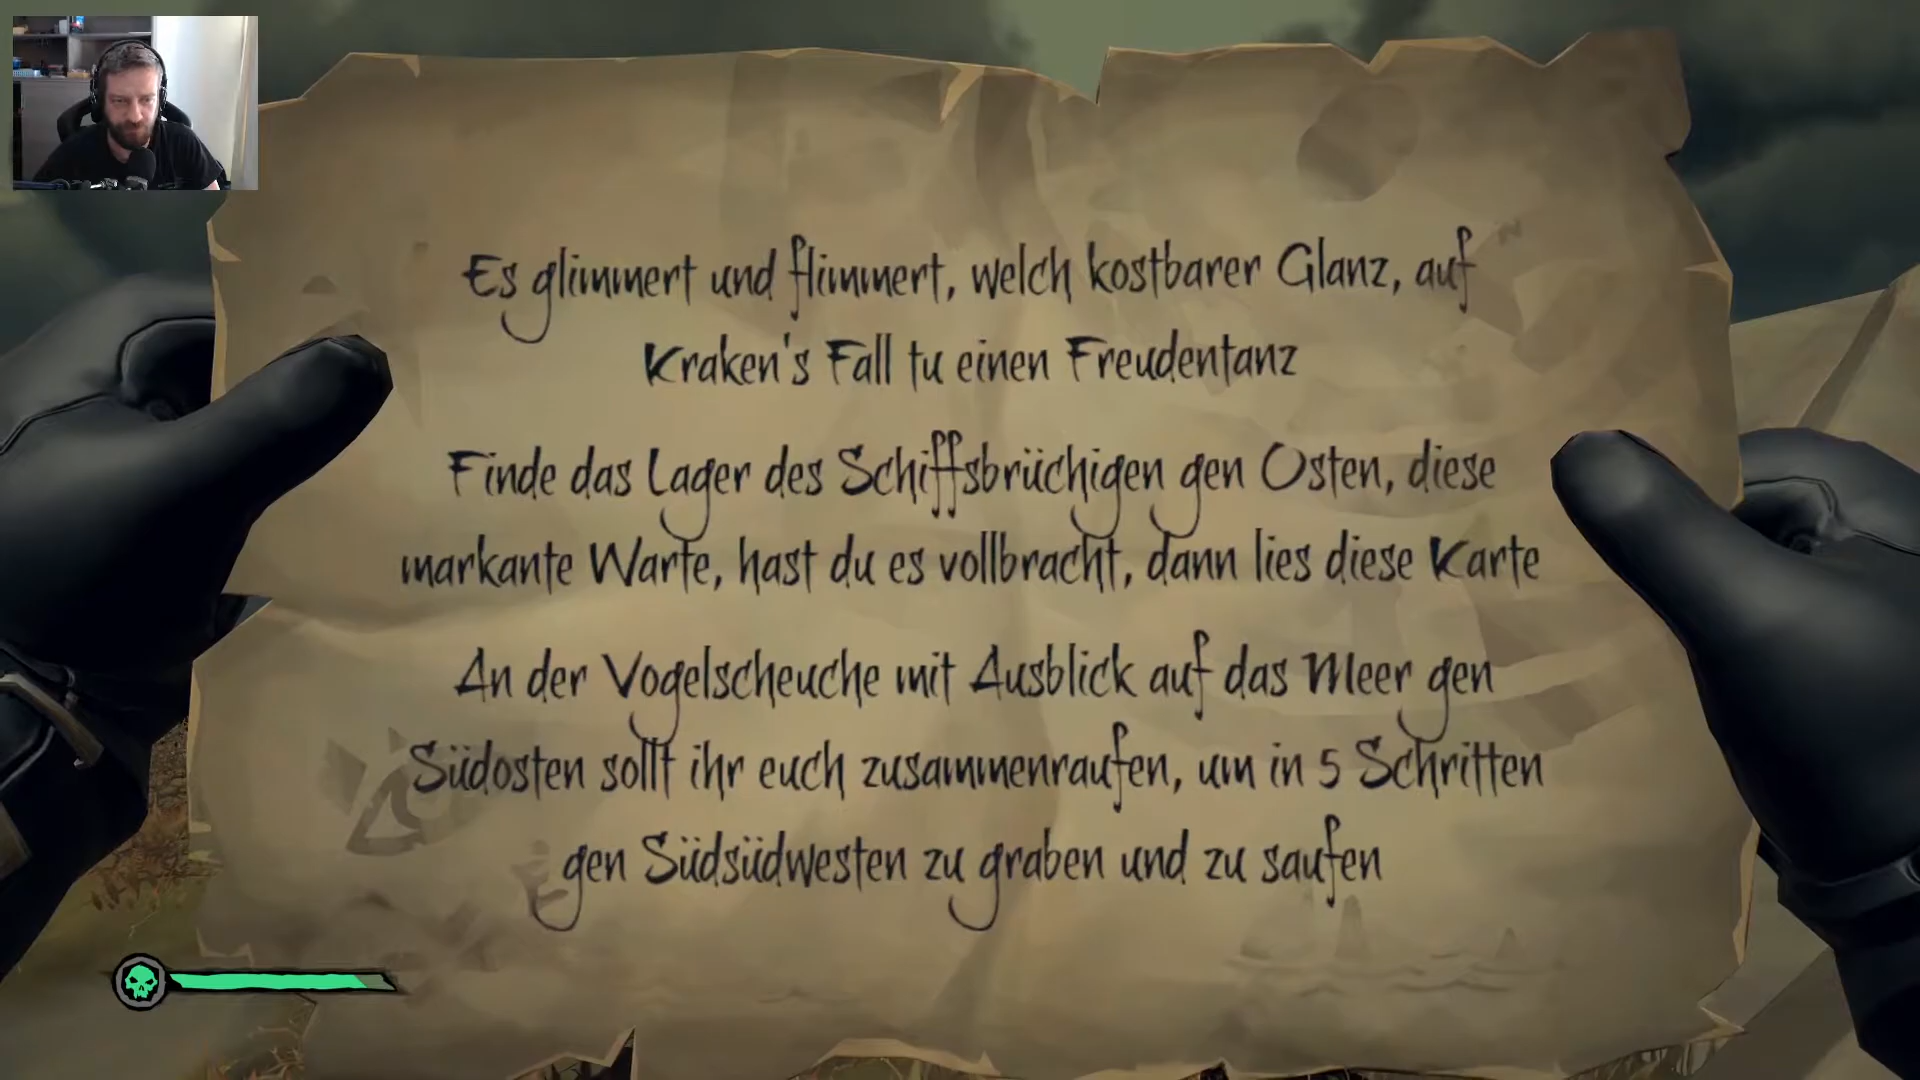 Es glimmert und flimmert, welch kostbarer Glanz, auf
Kraken's Fall tu einen Freudentanz
Finde das Lager des Schiffsbrüchigen gen Osten, diese
markante Warte, hast du es vollbracht, dann lies diese Karte
An der Vogelscheuche mit Ausblick auf das Meer gen
Südosten sollt ihr euch zusammenraufen, um in 5 Schritten
gen Südsüdwesten zu graben und zu saufen